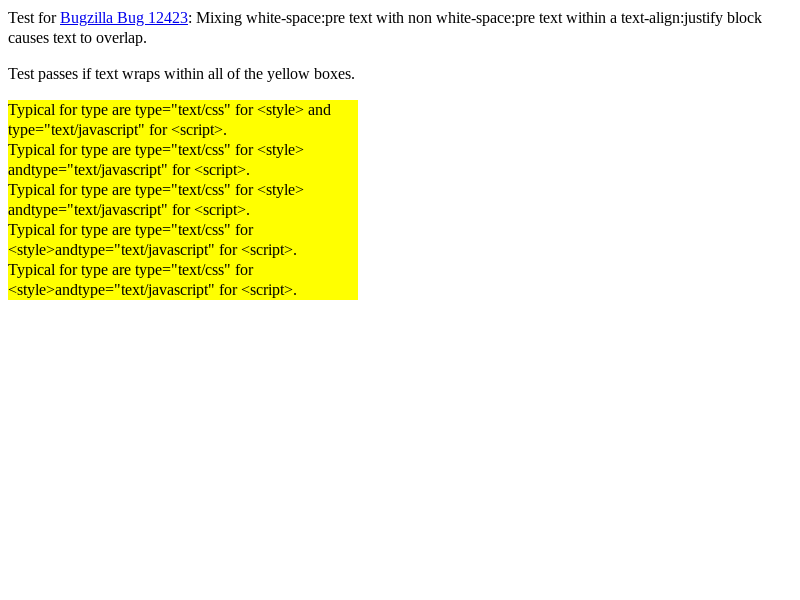 Test for Bugzilla Bug 12423: Mixing white-space:pre text with non white-space:pre text within a text-align:justify block
causes text to overlap.
Test passes if text wraps within all of the yellow boxes.
Typical for type are type="text/css" for <style> and
type="text/javascript" for <script>.
Typical for type are type="text/css" for <style>
andtype="text/javascript" for <script>.
Typical for type are type="text/css" for <style>
andtype="text/javascript" for <script>.
Typical for type are type="text/css" for
<style>andtype="text/javascript" for <script>.
Typical for type are type="text/css" for
<style>andtype="text/javascript" for <script>.